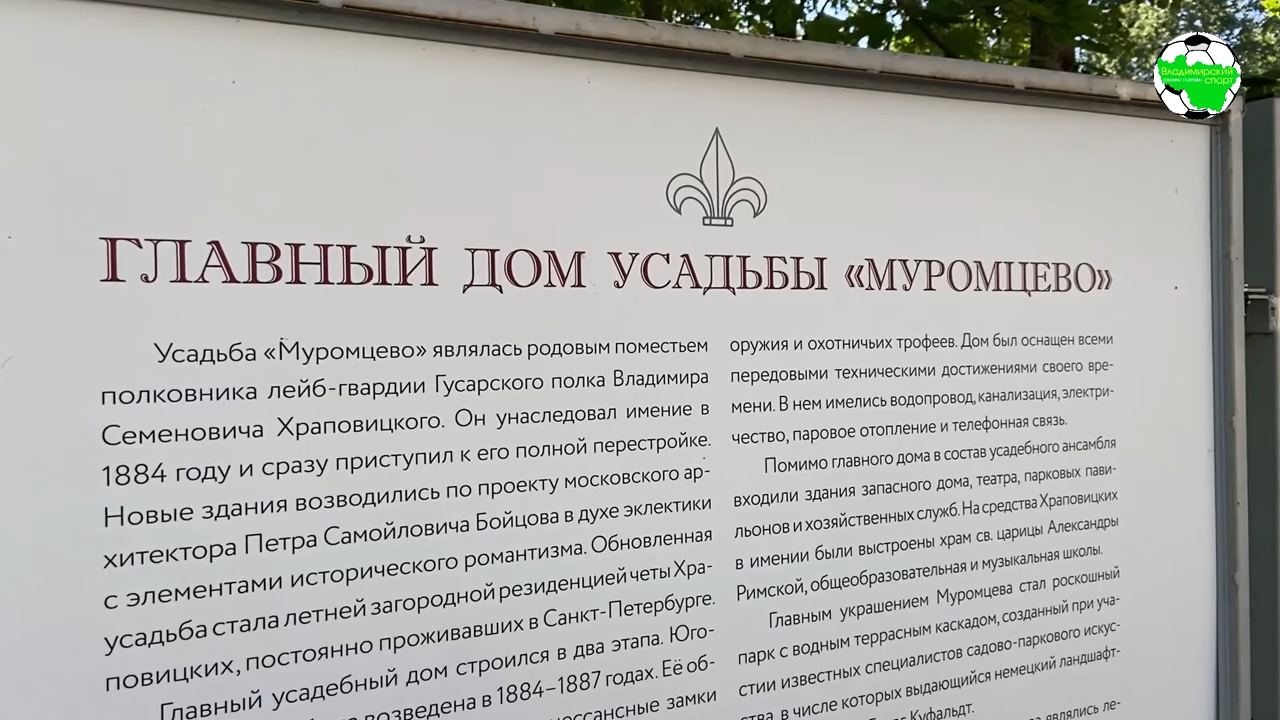 Владимирский
спорт
ГЛАВНЫЙ ДОМ УСАДЬБЫ «МУРОМЦЕВО»
Усадьба «Муромцево» являлась родовым поместьем
полковника лейб-гвардии Гусарского полка Владимира
Семеновича Храповицкого. Он унаследовал имение в
1884 году и сразу приступил к его полной перестройке.
Новые здания возводились по проекту московского ар-
хитектора Петра Самойловича Бойцова в духе эклектики
с элементами исторического романтизма. Обновленная
усадьба стала летней загородной резиденцией четы Хра-
повицких, постоянно проживавших в Санкт-Петербурге.
Главный усадебный дом строился в два этапа. Юго-
возведена в 1884–1887 годах. Её об-
замки
оружия и охотничьих трофеев. Дом был оснащен всеми
передовыми техническими достижениями своего вре-
мени. В нем имелись водопровод, канализация, электри-
чество, паровое отопление и телефонная связь.
Помимо главного дома в состав усадебного ансамбля
входили здания запасного дома, театра, парковых пави-
льонов и хозяйственных служб. На средства Храповицких
в имении были выстроены храм св. царицы Александры
Римской, общеобразовательная и музыкальная школы.
Главным украшением Муромцева стал роскошный
парк с водным террасным каскадом, созданный при уча-
стии известных специалистов садово-паркового искус-
ства, в числе которых выдающийся немецкий ландшафт-
Куфальдт.
являлись ле-